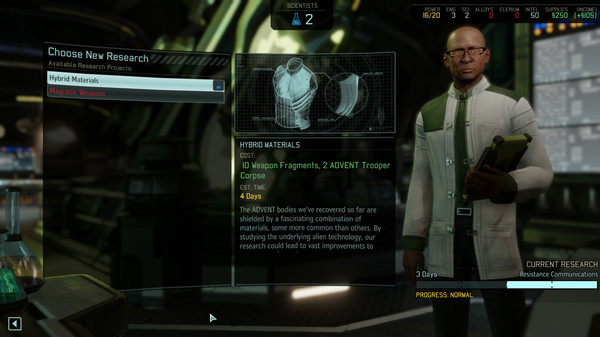 SCIENTISTS
2
POWER ENG SCI ALLOYS ELERIUM INTEL SUPPLIES (INCOME)
16/20 3 2 0 0 50 $250 (+$105)
Choose New Research
Available Research Projects:
Hybrid Materials
Magnetic Weapons
HYBRID MATERIALS
COST:
10 Weapon Fragments, 2 ADVENT Trooper
Corpse
EST. TIME:
4 Days
The ADVENT bodies we've recovered so far are
shielded by a fascinating combination of
materials, some more common than others. By
studying the underlying alien technology, our
research could lead to vast improvements to
CURRENT RESEARCH
3 Days Resistance Communications
PROGRESS: NORMAL